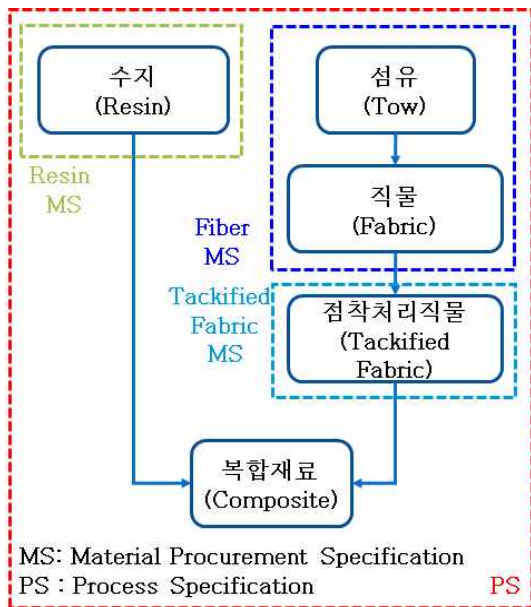 수지
(Resin)
섬유
(Tow)
Resin
MS
직물
(Fabric)
Fiber
MS
Tackified
Fabric
MS
점착처리직물
(Tackified
Fabric)
복합재료
(Composite)
MS: Material Procurement Specification
PS : Process Specification
PS